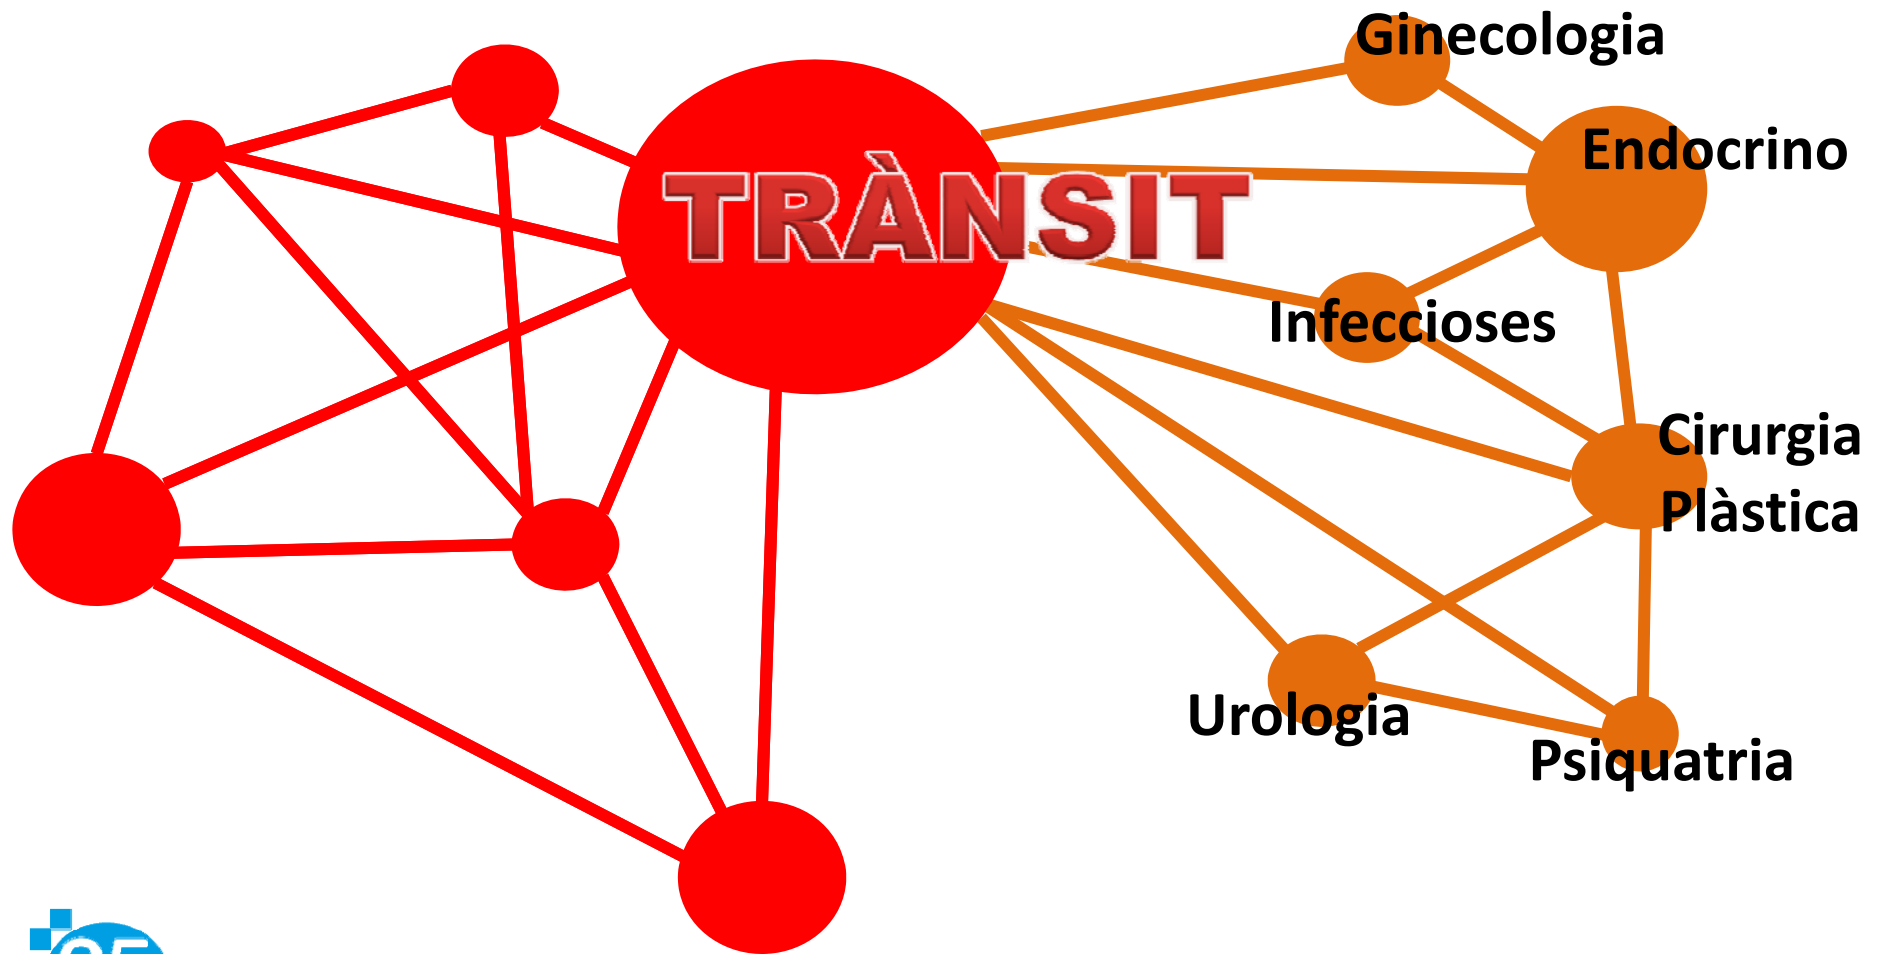 Ginecologia
Endocrino
TRÀNSIT
Infeccioses
Cirurgia
Plàstica
Urologia
Psiquatria